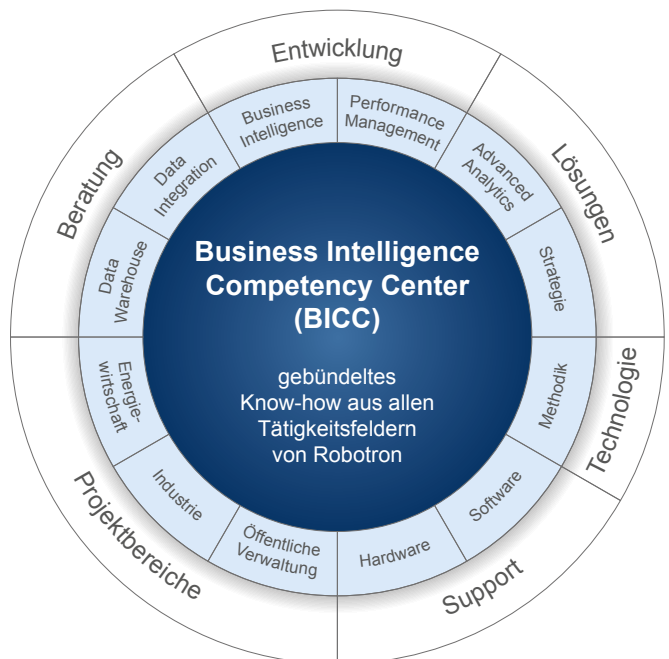 Entwicklung
Lösungen
Technologie
Support
Projektbereiche
Beratung
Business
Intelligence
Performance
Management
Advanced
Analytics
Strategie
Methodik
Software
Hardware
Öffentliche
Verwaltung
Industrie
Energie-
wirtschaft
Data
Warehouse
Data
Integration
Business Intelligence
Competency Center
(BICC)
gebündeltes
Know-how aus allen
Tätigkeitsfeldern
von Robotron